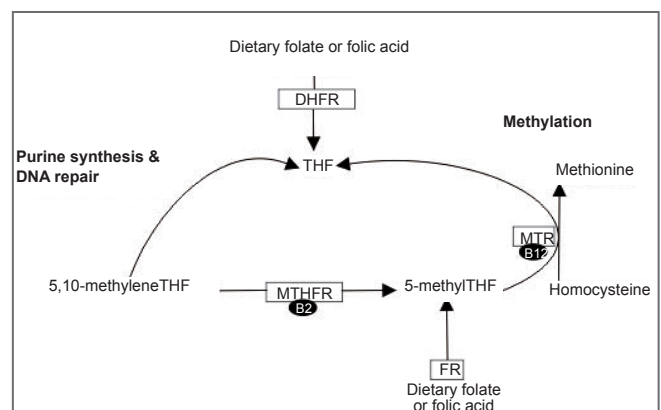 Dietary folate or folic acid
DHFR
Methylation
Purine synthesis &
DNA repair
THF
Methionine
MTR
B12
5,10-methyleneTHF
MTHFR
B2
5-methylTHF
Homocysteine
FR
Dietary folate
or folic acid